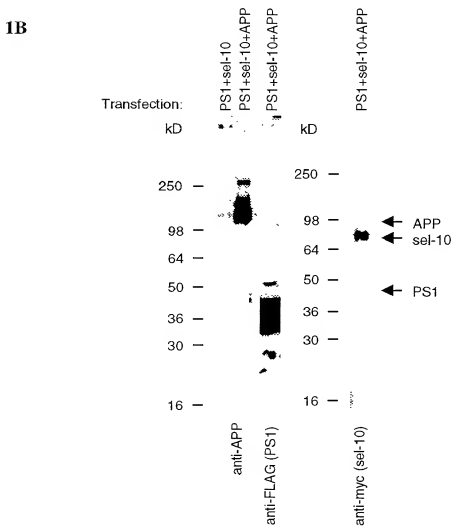 1B
PS1+sel-10
PS1+sel-10+APP
PS1+sel-10+APP
PS1+sel-10+APP
Transfection:
kD
250
98
64
50
36
30
16
kD
250
98
64
50
36
30
16
APP
sel-10
PS1
anti-APP
anti-FLAG (PS1)
anti-myc (sel-10)